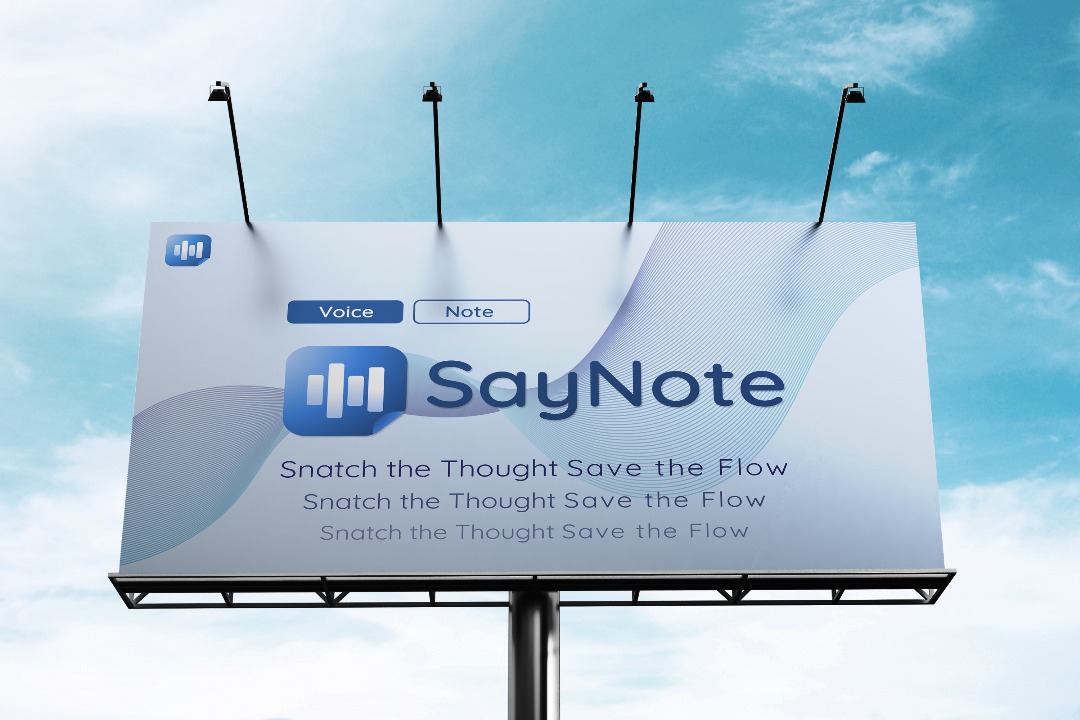 Voice Note
SayNote
Snatch the Thought Save the Flow
Snatch the Thought Save the Flow
Snatch the Thought Save the Flow